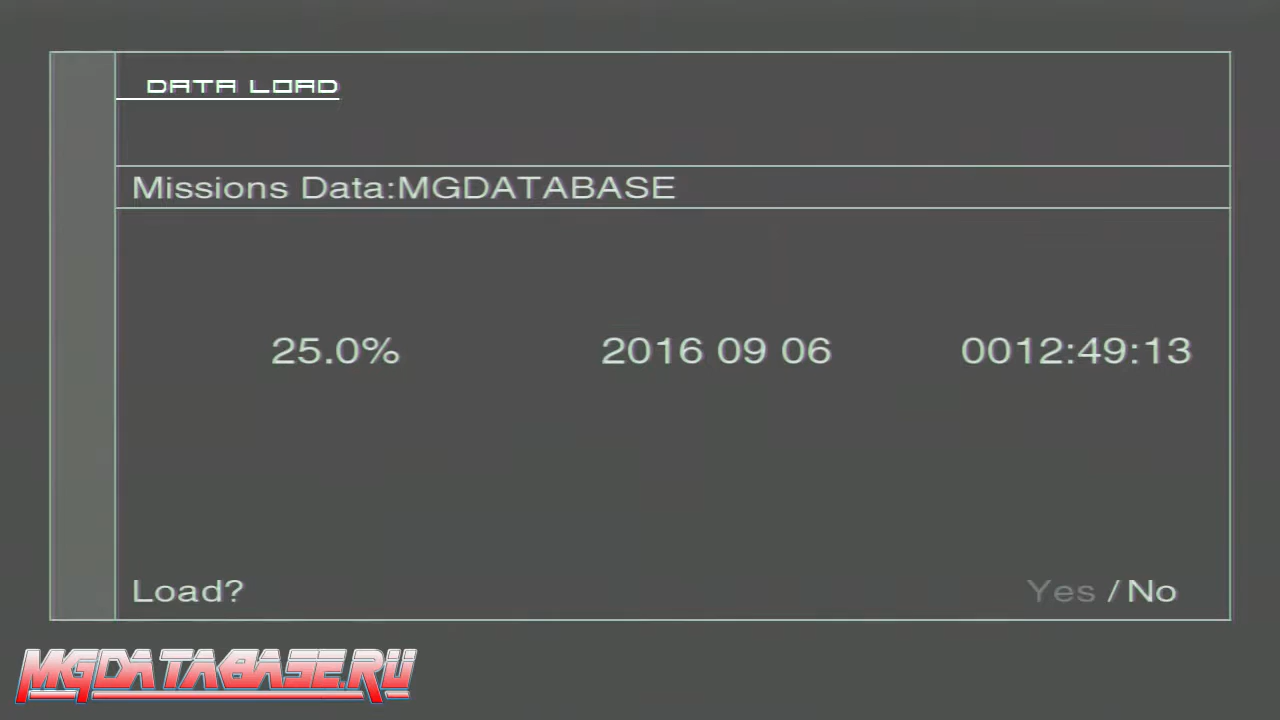 DATA LOAD
Missions Data:MGDATABASE
25.0% 2016 09 06 0012:49:13
Load? Yes / No
MGDATABASE.RU